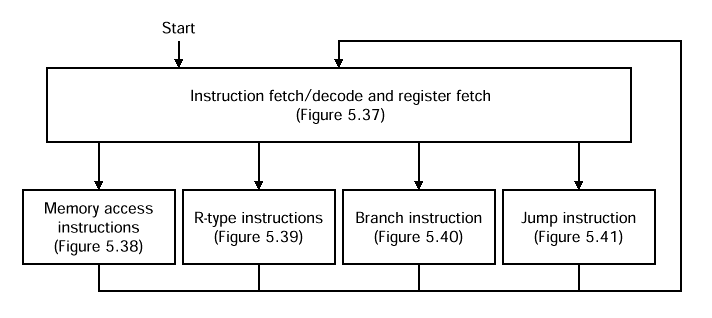 Start
Instruction fetch/decode and register fetch
(Figure 5.37)
Memory access
instructions
(Figure 5.38)
R-type instructions
(Figure 5.39)
Branch instruction
(Figure 5.40)
Jump instruction
(Figure 5.41)